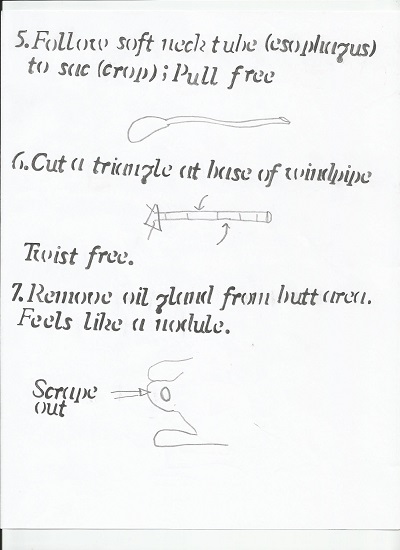 5. Follow soft neck tube (esophagus)
to sac (crop); Pull free
6. Cut a triangle at base of windpipe
Twist free.
7. Remove oil gland from butt area.
Feels like a nodule.
Scrape
out